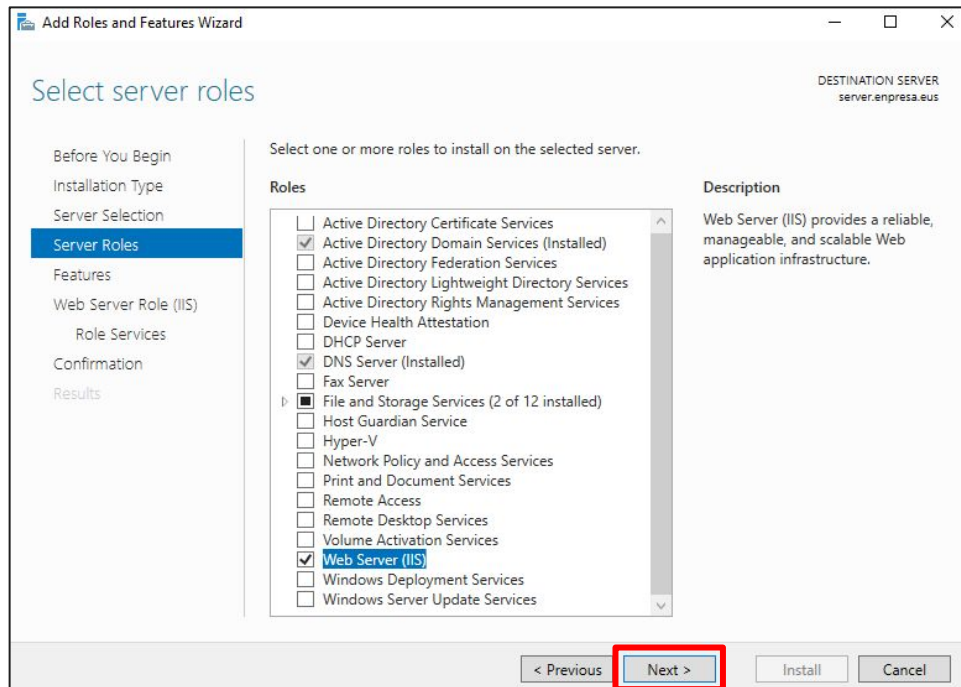 Add Roles and Features Wizard
Select server roles
DESTINATION SERVER
server.enpresa.eus
Before You Begin
Installation Type
Server Selection
Server Roles
Features
Web Server Role (IIS)
Role Services
Confirmation
Results
Select one or more roles to install on the selected server.
Roles
Active Directory Certificate Services
Active Directory Domain Services (Installed)
Active Directory Federation Services
Active Directory Lightweight Directory Services
Active Directory Rights Management Services
Device Health Attestation
DHCP Server
DNS Server (Installed)
Fax Server
File and Storage Services (2 of 12 installed)
Host Guardian Service
Hyper-V
Network Policy and Access Services
Print and Document Services
Remote Access
Remote Desktop Services
Volume Activation Services
Web Server (IIS)
Windows Deployment Services
Windows Server Update Services
Description
Web Server (IIS) provides a reliable,
manageable, and scalable Web
application infrastructure.
< Previous
Next >
Install
Cancel